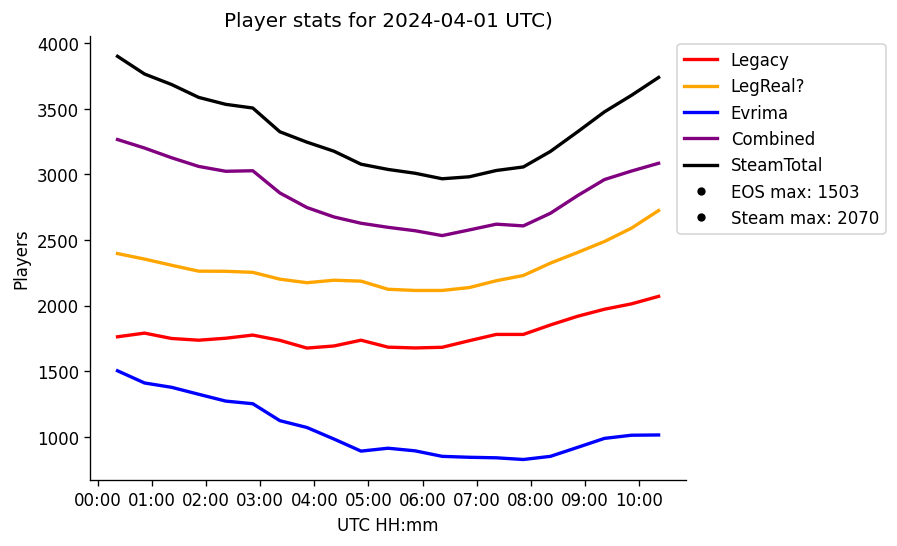 Player stats for 2024-04-01 UTC)
4000
3500
3000
2500
2000
1500
1000
Players
00:00 01:00 02:00 03:00 04:00 05:00 06:00 07:00 08:00 09:00 10:00
UTC HH:mm
Legacy
LegReal?
Evrima
Combined
SteamTotal
EOS max: 1503
Steam max: 2070